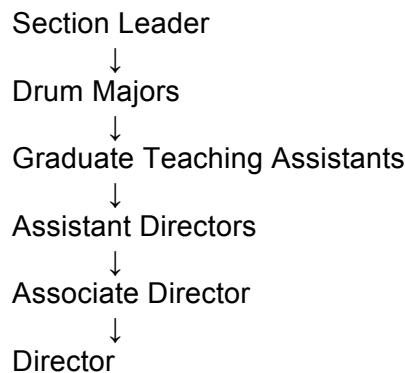 Section Leader
↓
Drum Majors
↓
Graduate Teaching Assistants
↓
Assistant Directors
↓
Associate Director
↓
Director